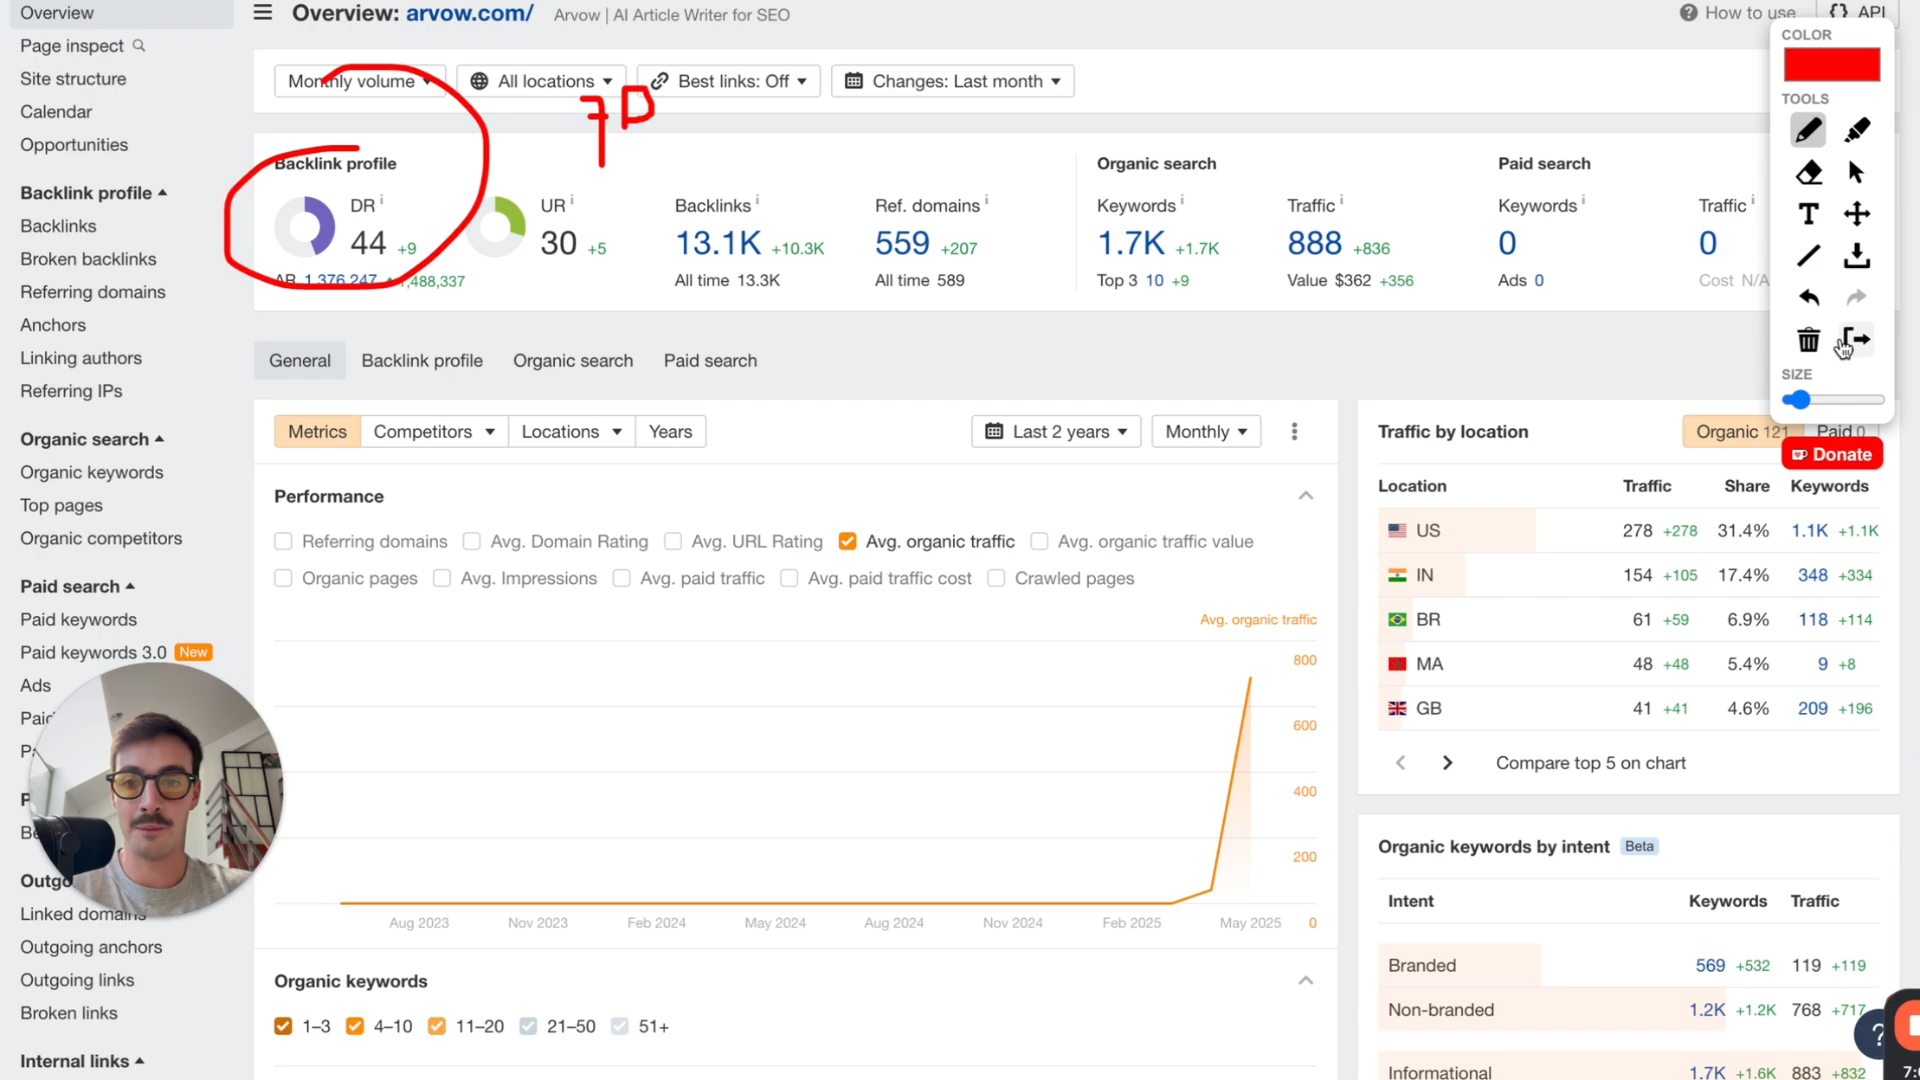 Overview
Page inspect
Site structure
Calendar
Opportunities
Backlink profile
Backlinks
Broken backlinks
Referring domains
Anchors
Linking authors
Referring IPs
Organic search
Organic keywords
Top pages
Organic competitors
Paid search
Paid keywords
Paid keywords 3.0 New
Ads
Outgo
Linked domains
Outgoing anchors
Outgoing links
Broken links
Internal links
Overview: arvow.com/ Arvow | AI Article Writer for SEO
How to use API
Monthly volume All locations Best links: Off Changes: Last month
7D
Backlink profile
DR UR Backlinks Ref. domains
44 +9 30 +5 13.1K +10.3K 559 +207
AR 1,376,247 1,488,337 All time 13.3K All time 589
Organic search
Keywords Traffic
1.7K +1.7K 888 +836
Top 3 10 +9 Value $362 +356
Paid search
Keywords Traffic
0 0
Ads 0 Cost N/A
General Backlink profile Organic search Paid search
Metrics Competitors Locations Years Last 2 years Monthly
Performance
Referring domains Avg. Domain Rating Avg. URL Rating Avg. organic traffic Avg. organic traffic value
Organic pages Avg. Impressions Avg. paid traffic Avg. paid traffic cost Crawled pages
Avg. organic traffic
800
600
400
200
0
Aug 2023 Nov 2023 Feb 2024 May 2024 Aug 2024 Nov 2024 Feb 2025 May 2025
Organic keywords
1–3 4–10 11–20 21–50 51+
COLOR
TOOLS
T
SIZE
Donate
Traffic by location Organic 121 Paid 0
Location Traffic Share Keywords
US 278 +278 31.4% 1.1K +1.1K
IN 154 +105 17.4% 348 +334
BR 61 +59 6.9% 118 +114
MA 48 +48 5.4% 9 +8
GB 41 +41 4.6% 209 +196
Compare top 5 on chart
Organic keywords by intent Beta
Intent Keywords Traffic
Branded 569 +532 119 +119
Non-branded 1.2K +1.2K 768 +717
Informational 1.7K +1.6K 883 +832
?